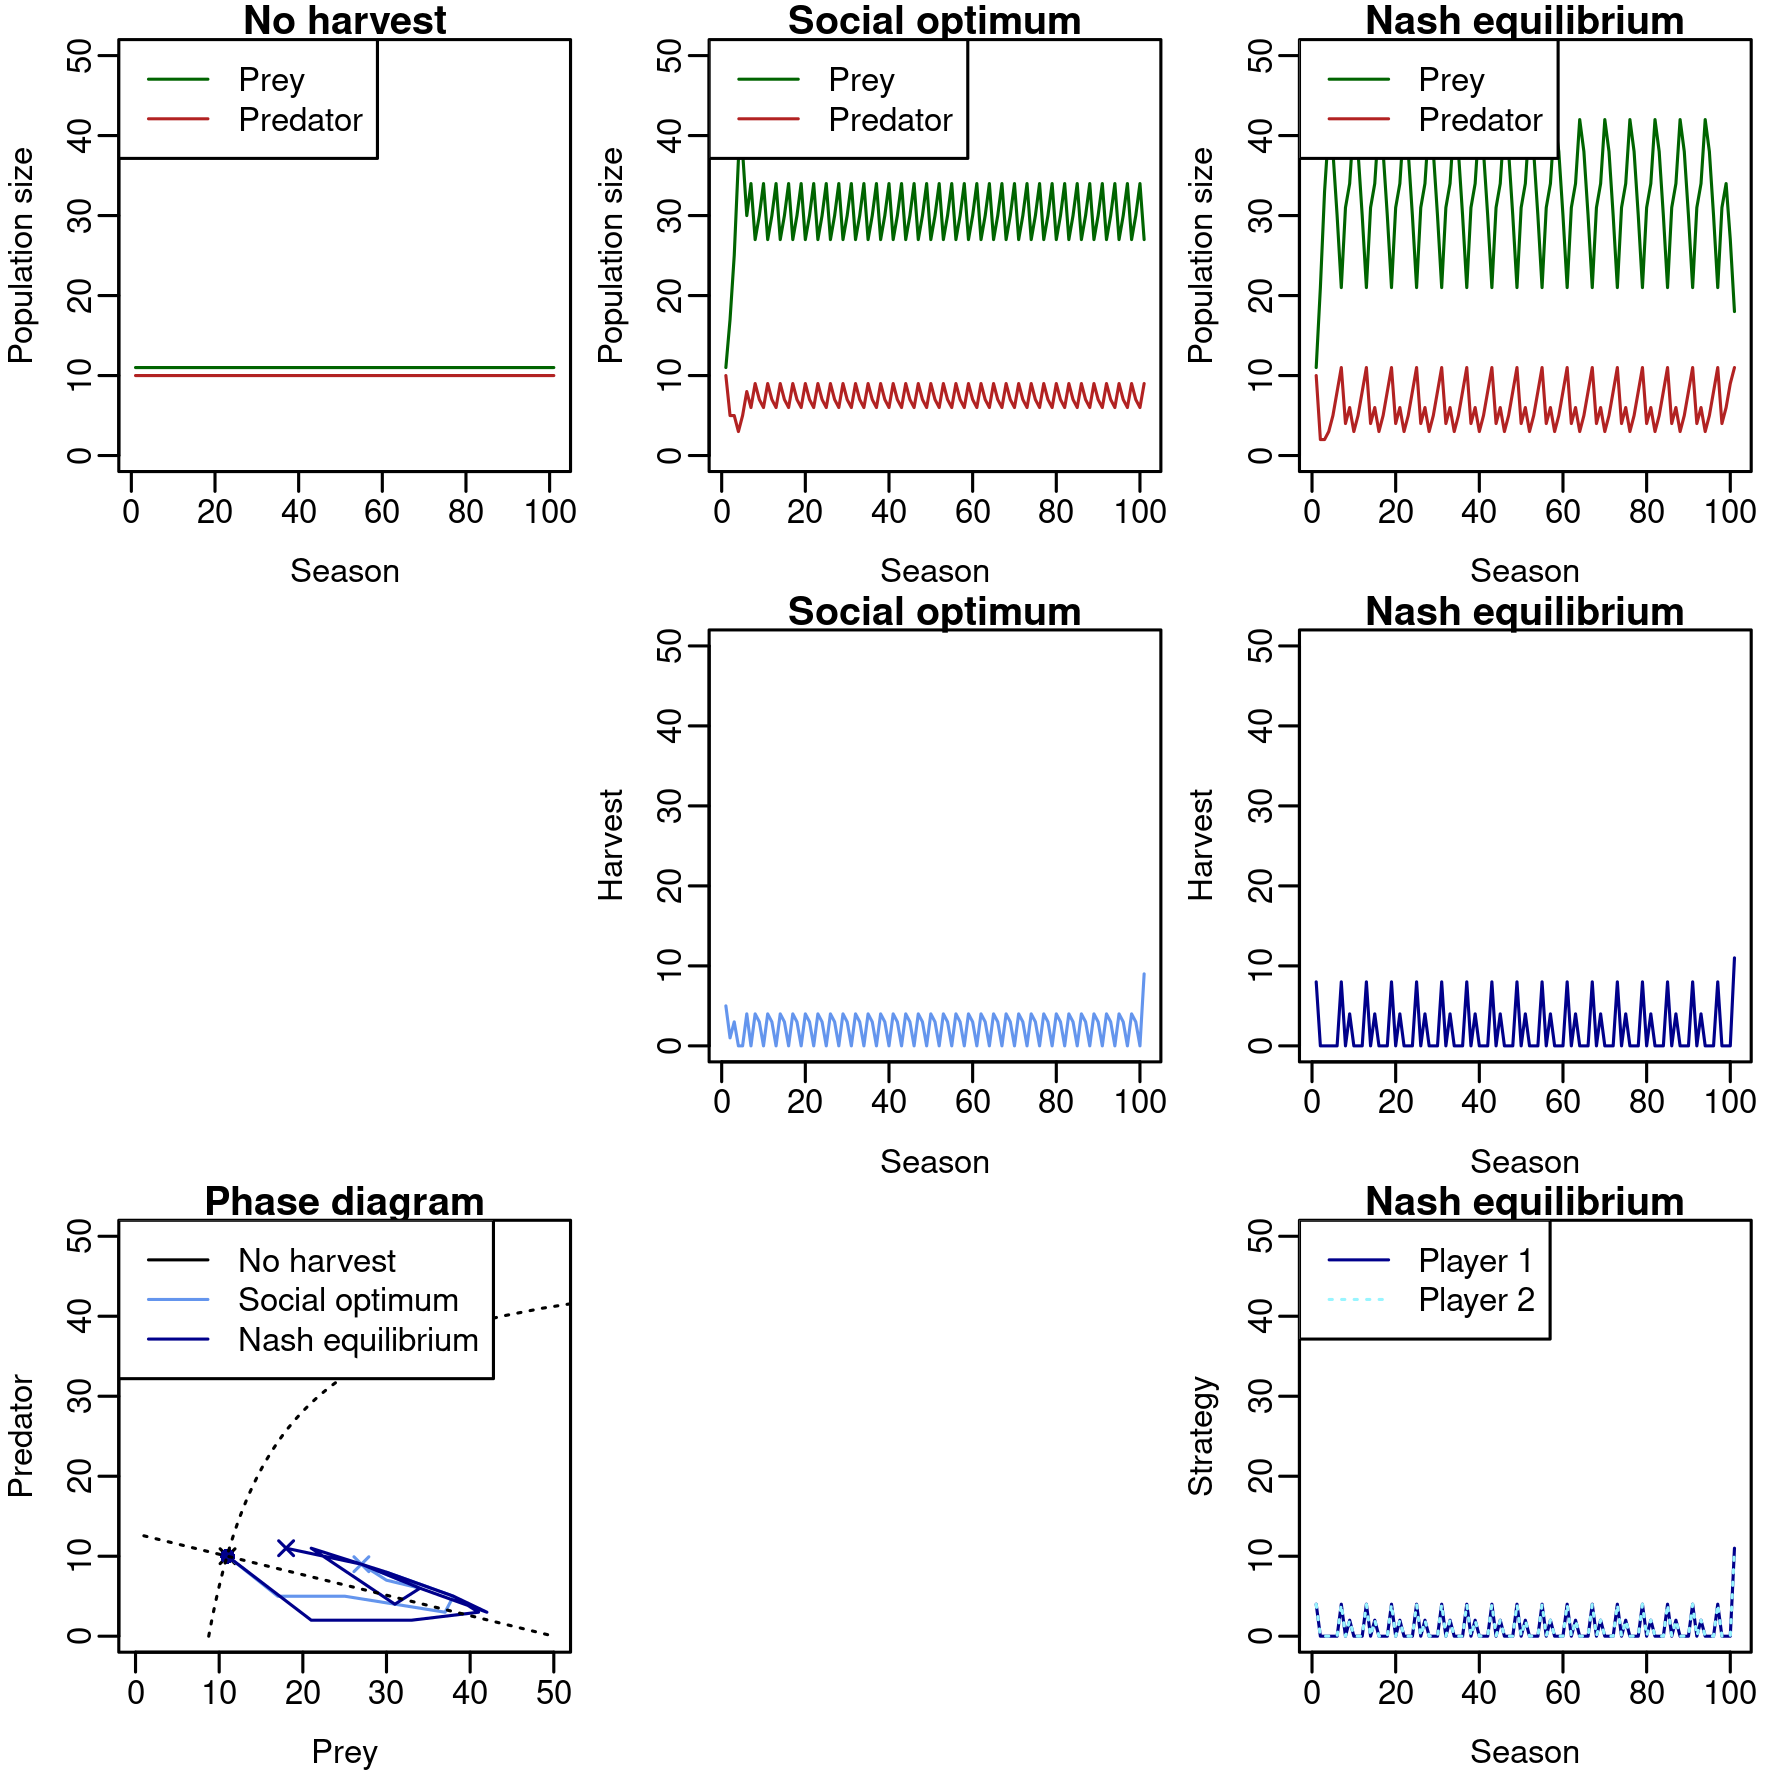 No harvest
Prey
Predator
Population size
0 10 20 30 40 50
0 20 40 60 80 100
Season
Social optimum
Prey
Predator
Population size
0 10 20 30 40 50
0 20 40 60 80 100
Season
Nash equilibrium
Prey
Predator
Population size
0 10 20 30 40 50
0 20 40 60 80 100
Season
Social optimum
Harvest
0 10 20 30 40 50
0 20 40 60 80 100
Season
Nash equilibrium
Harvest
0 10 20 30 40 50
0 20 40 60 80 100
Season
Phase diagram
No harvest
Social optimum
Nash equilibrium
Predator
0 10 20 30 40 50
0 10 20 30 40 50
Prey
Nash equilibrium
Player 1
Player 2
Strategy
0 10 20 30 40 50
0 20 40 60 80 100
Season